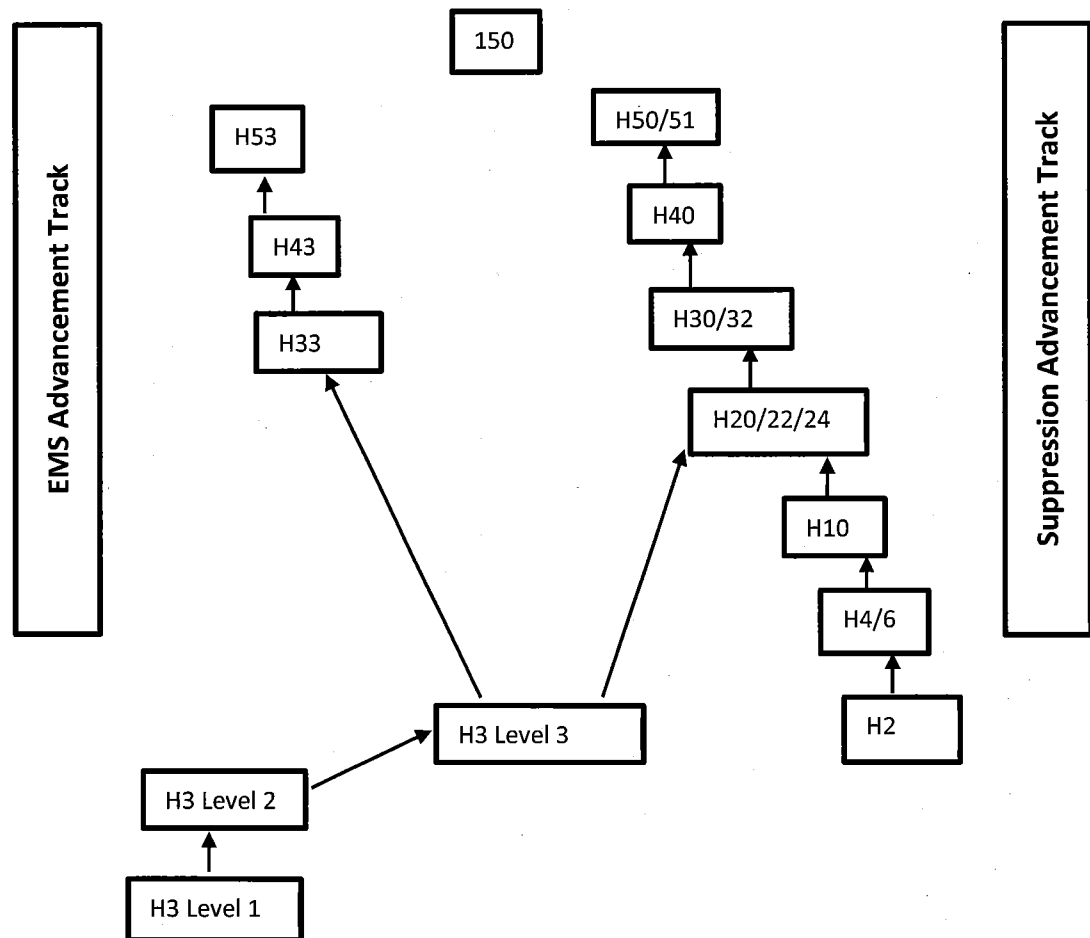 150
H50/51
H53
H40
H43
H30/32
H33
H20/22/24
H10
H4/6
H2
H3 Level 3
H3 Level 2
H3 Level 1
EMS Advancement Track
Suppression Advancement Track